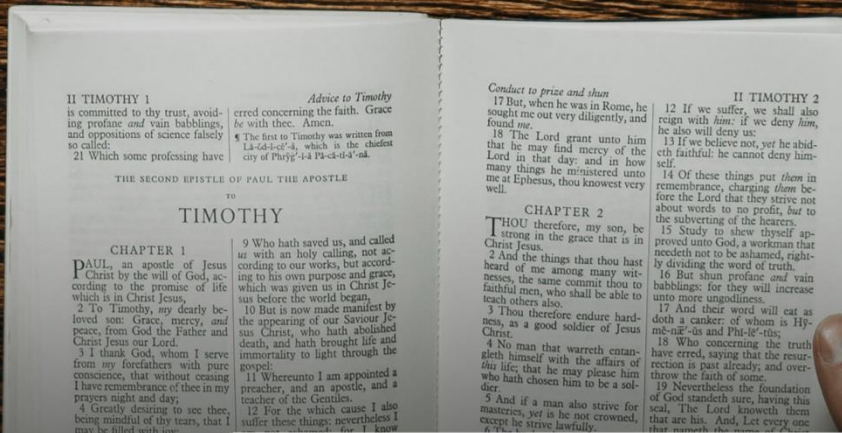 II TIMOTHY 1
Advice to Timothy
is committed to thy trust, avoid-
ing profane and vain babblings,
and oppositions of science falsely
so called:
21 Which some professing have
erred concerning the faith. Grace
be with thee. Amen.
¶ The first to Timothy was written from
Lā-ŏd-ĭ-çē'-ȧ, which is the chiefest
city of Phrȳġ'-ĭ-ȧ Pȧ-cȧ-tĭ-ā'-nȧ.
THE SECOND EPISTLE OF PAUL THE APOSTLE
TO
TIMOTHY
CHAPTER 1
PAUL, an apostle of Jesus
Christ by the will of God, ac-
cording to the promise of life
which is in Christ Jesus,
2 To Timothy, my dearly be-
loved son: Grace, mercy, and
peace, from God the Father and
Christ Jesus our Lord.
3 I thank God, whom I serve
from my forefathers with pure
conscience, that without ceasing
I have remembrance of thee in my
prayers night and day;
4 Greatly desiring to see thee,
being mindful of thy tears, that I
may be filled with joy;
9 Who hath saved us, and called
us with an holy calling, not ac-
cording to our works, but accord-
ing to his own purpose and grace,
which was given us in Christ Je-
sus before the world began,
10 But is now made manifest by
the appearing of our Saviour Je-
sus Christ, who hath abolished
death, and hath brought life and
immortality to light through the
gospel:
11 Whereunto I am appointed a
preacher, and an apostle, and a
teacher of the Gentiles.
12 For the which cause I also
suffer these things: nevertheless I
am not ashamed: for I know
Conduct to prize and shun
II TIMOTHY 2
17 But, when he was in Rome, he
sought me out very diligently, and
found me.
18 The Lord grant unto him
that he may find mercy of the
Lord in that day: and in how
many things he ministered unto
me at Ephesus, thou knowest very
well.
CHAPTER 2
THOU therefore, my son, be
strong in the grace that is in
Christ Jesus.
2 And the things that thou hast
heard of me among many wit-
nesses, the same commit thou to
faithful men, who shall be able to
teach others also.
3 Thou therefore endure hard-
ness, as a good soldier of Jesus
Christ.
4 No man that warreth entan-
gleth himself with the affairs of
this life; that he may please him
who hath chosen him to be a sol-
dier.
5 And if a man also strive for
masteries, yet is he not crowned,
except he strive lawfully.
12 If we suffer, we shall also
reign with him: if we deny him,
he also will deny us:
13 If we believe not, yet he abid-
eth faithful: he cannot deny him-
self.
14 Of these things put them in
remembrance, charging them be-
fore the Lord that they strive not
about words to no profit, but to
the subverting of the hearers.
15 Study to shew thyself ap-
proved unto God, a workman that
needeth not to be ashamed, right-
ly dividing the word of truth.
16 But shun profane and vain
babblings: for they will increase
unto more ungodliness.
17 And their word will eat as
doth a canker: of whom is Hȳ-
mĕ-næ'-ŭs and Phĭ-lē'-tŭs;
18 Who concerning the truth
have erred, saying that the resur-
rection is past already; and over-
throw the faith of some.
19 Nevertheless the foundation
of God standeth sure, having this
seal, The Lord knoweth them
that are his. And, Let every one
that nameth the name of Christ